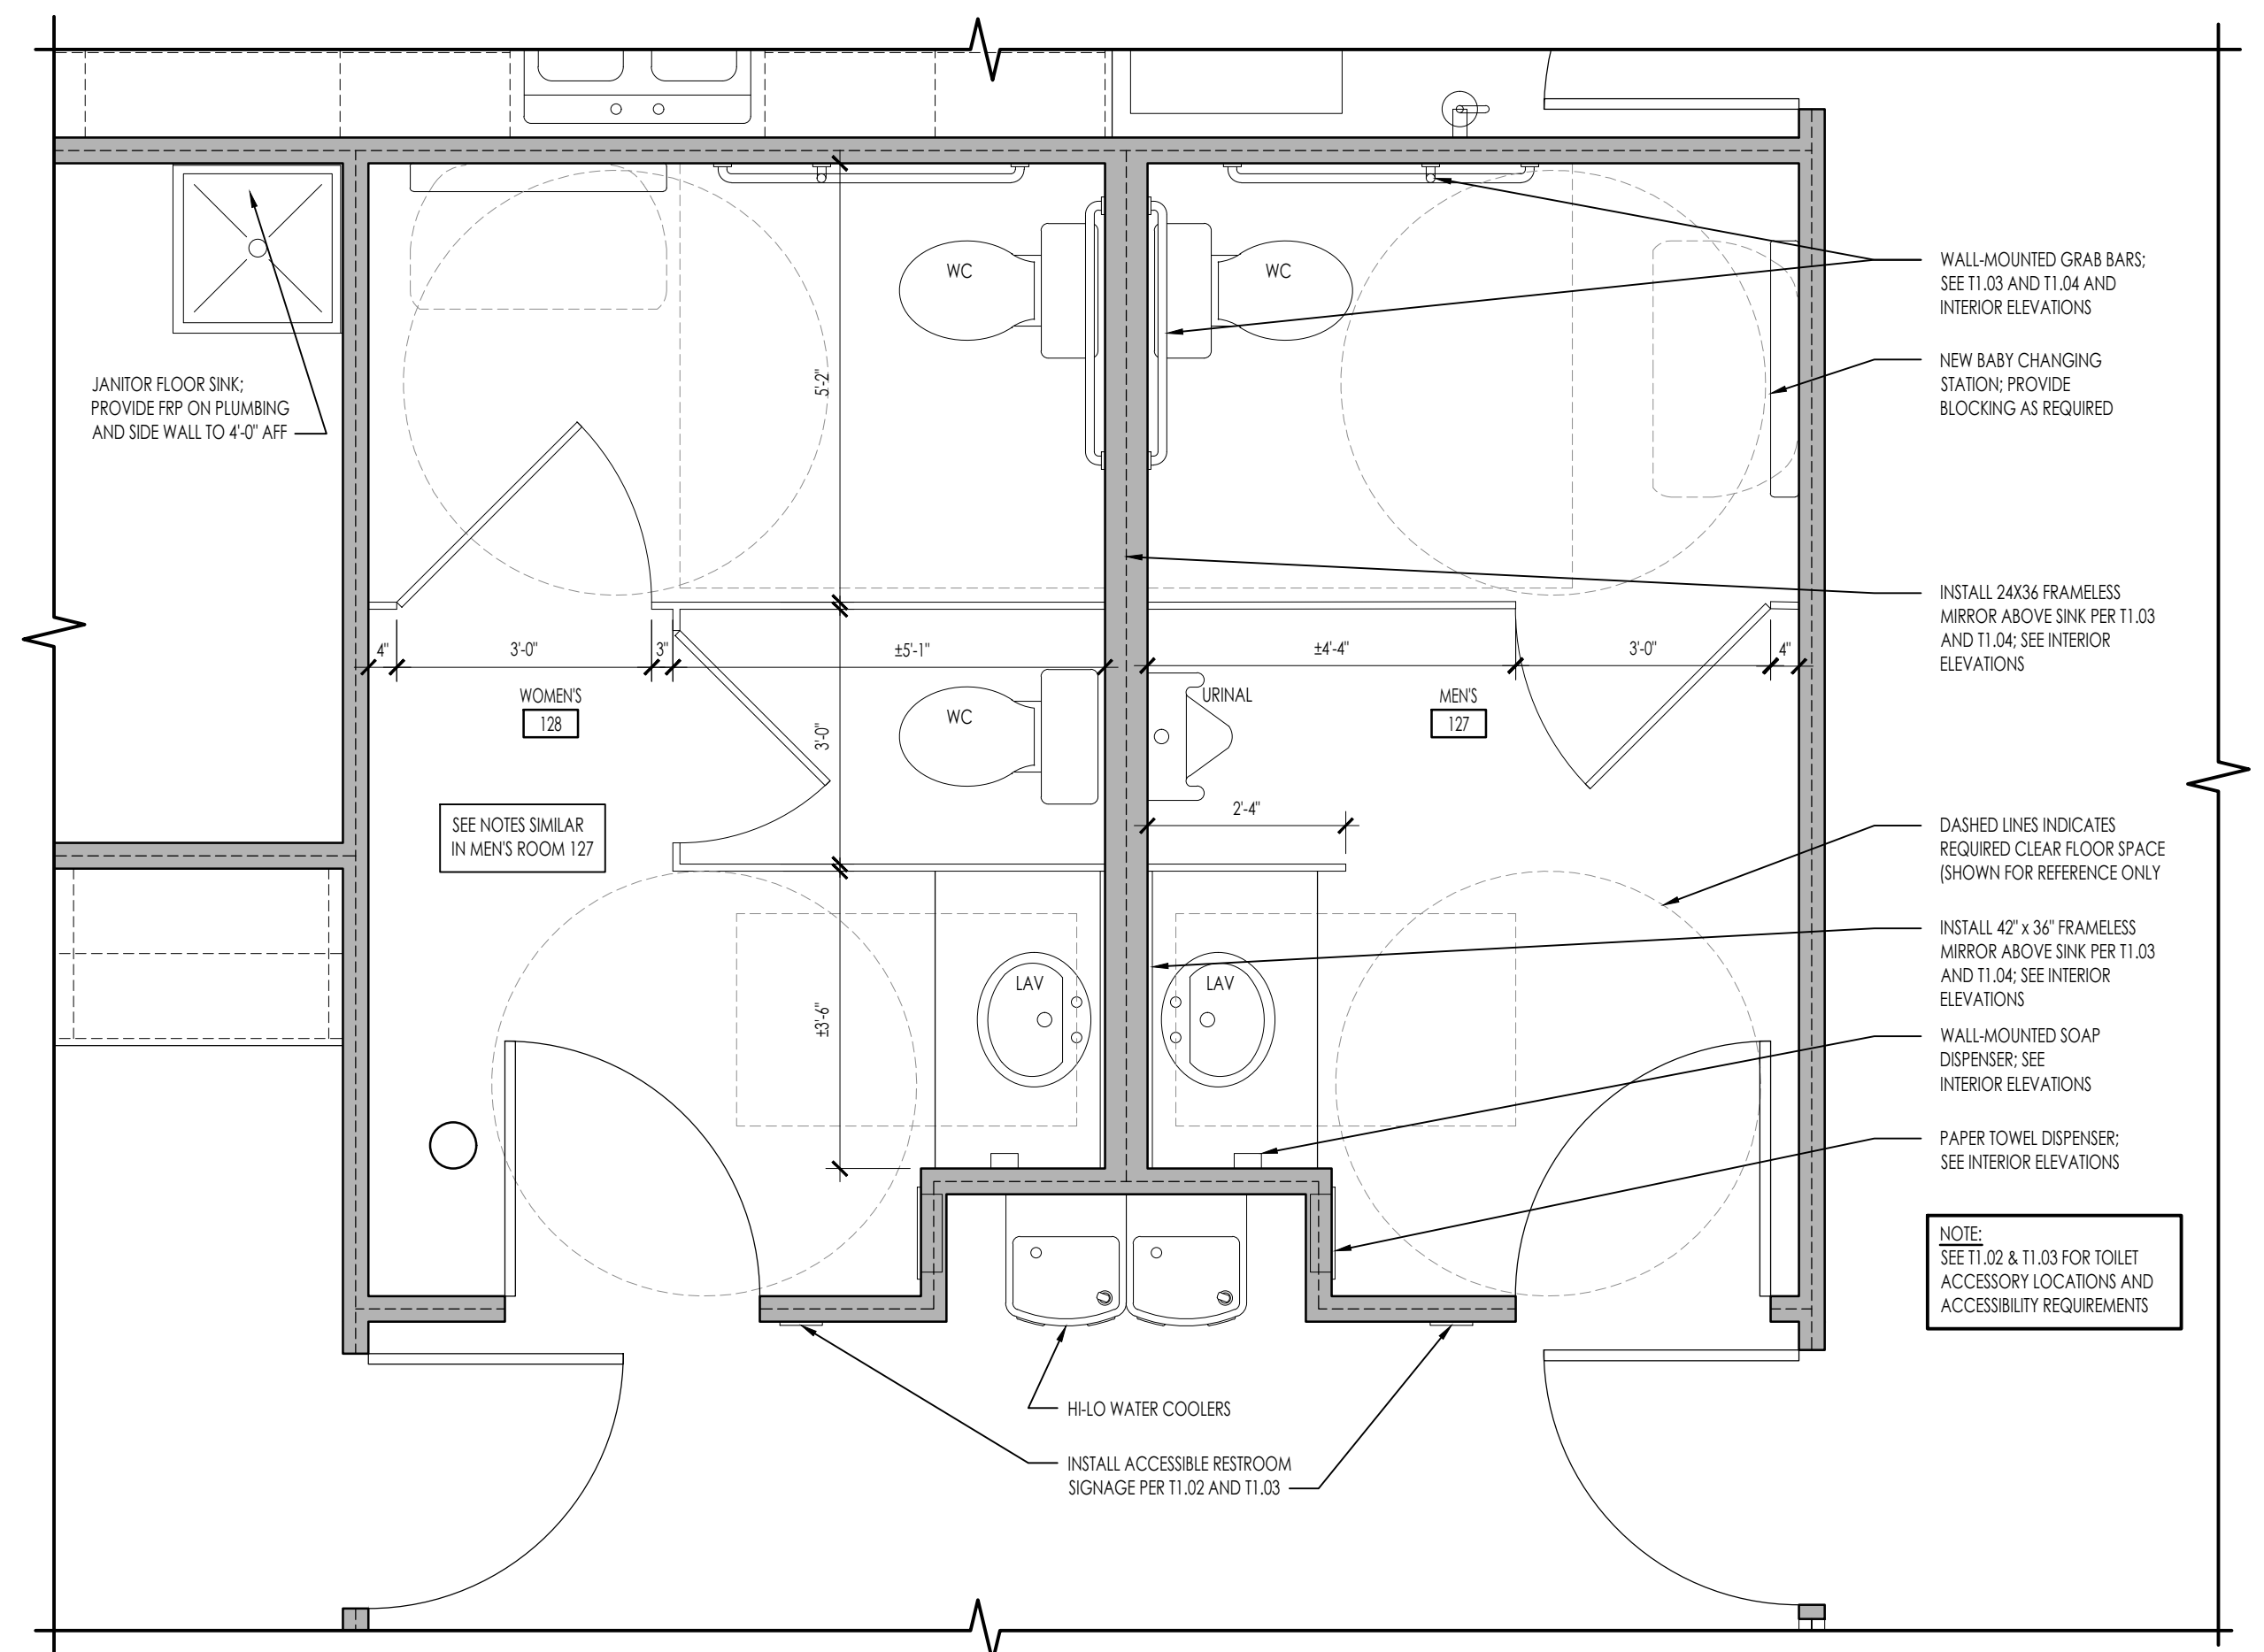 JANITOR FLOOR SINK;
PROVIDE FRP ON PLUMBING
AND SIDE WALL TO 4'-0" AFF
WC
WC
5'-2"
4"
3'-0"
3"
±5'-1"
±4'-4"
3'-0"
4"
WOMEN'S
128
WC
URINAL
MEN'S
127
3'-0"
2'-4"
SEE NOTES SIMILAR
IN MEN'S ROOM 127
LAV
LAV
±3'-6"
HI-LO WATER COOLERS
INSTALL ACCESSIBLE RESTROOM
SIGNAGE PER T1.02 AND T1.03
WALL-MOUNTED GRAB BARS;
SEE T1.03 AND T1.04 AND
INTERIOR ELEVATIONS
NEW BABY CHANGING
STATION; PROVIDE
BLOCKING AS REQUIRED
INSTALL 24X36 FRAMELESS
MIRROR ABOVE SINK PER T1.03
AND T1.04; SEE INTERIOR
ELEVATIONS
DASHED LINES INDICATES
REQUIRED CLEAR FLOOR SPACE
(SHOWN FOR REFERENCE ONLY
INSTALL 42" x 36" FRAMELESS
MIRROR ABOVE SINK PER T1.03
AND T1.04; SEE INTERIOR
ELEVATIONS
WALL-MOUNTED SOAP
DISPENSER; SEE
INTERIOR ELEVATIONS
PAPER TOWEL DISPENSER;
SEE INTERIOR ELEVATIONS
NOTE:
SEE T1.02 & T1.03 FOR TOILET
ACCESSORY LOCATIONS AND
ACCESSIBILITY REQUIREMENTS